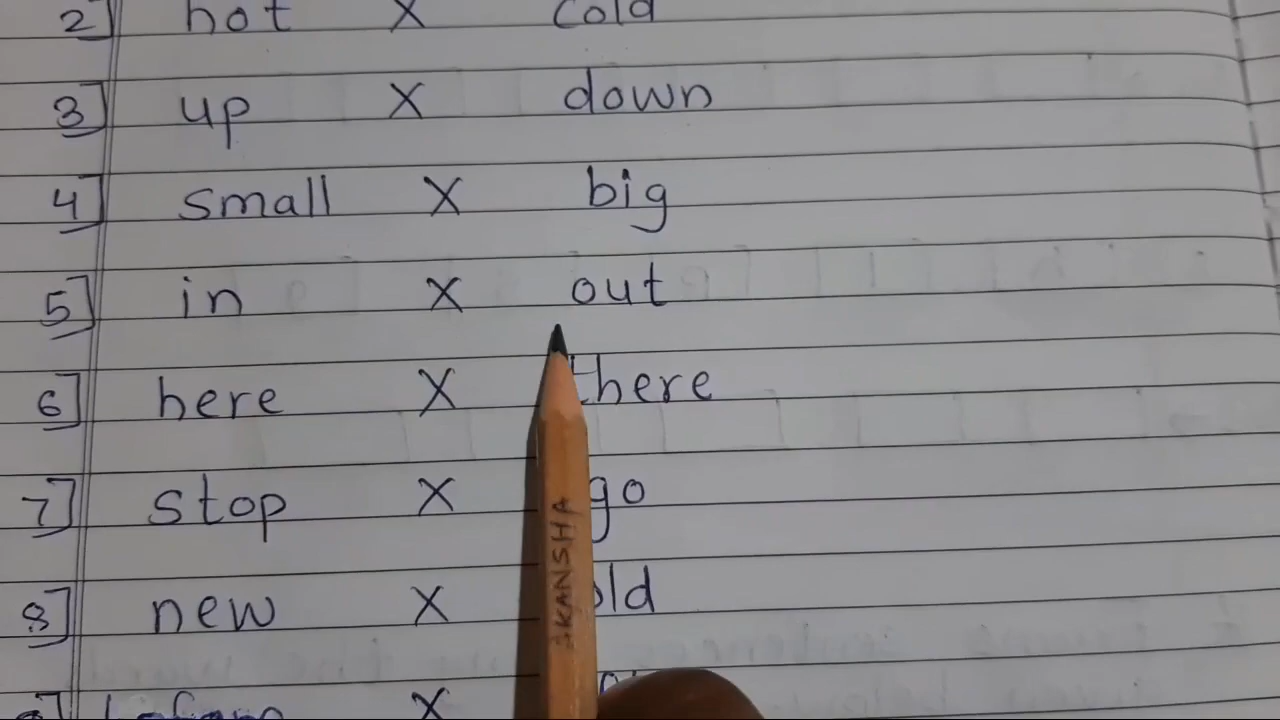 2] hot X cold
3] up X down
4] small X big
5] in X out
6] here X there
7] stop X go
8] new X old
X